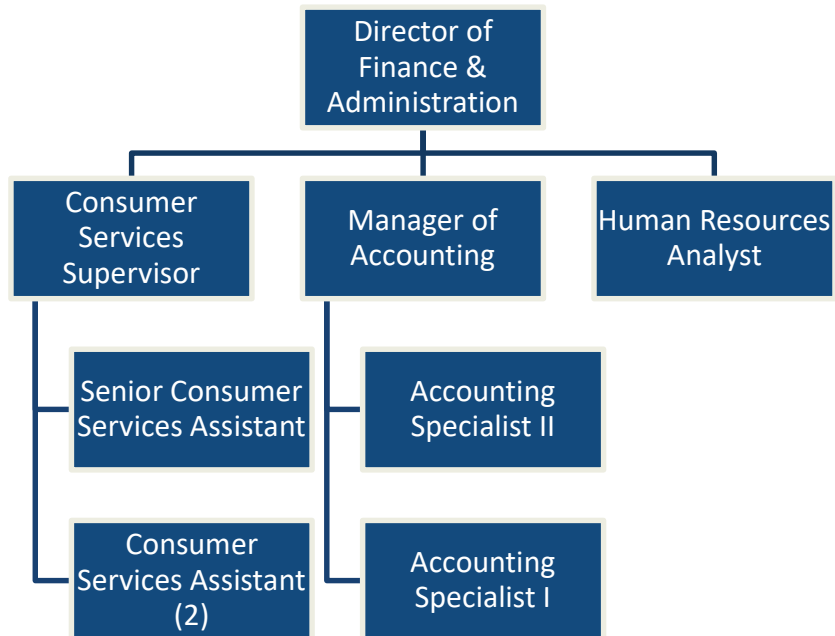 Director of
Finance &
Administration
Consumer
Services
Supervisor
Manager of
Accounting
Human Resources
Analyst
Senior Consumer
Services Assistant
Accounting
Specialist II
Consumer
Services Assistant
(2)
Accounting
Specialist I